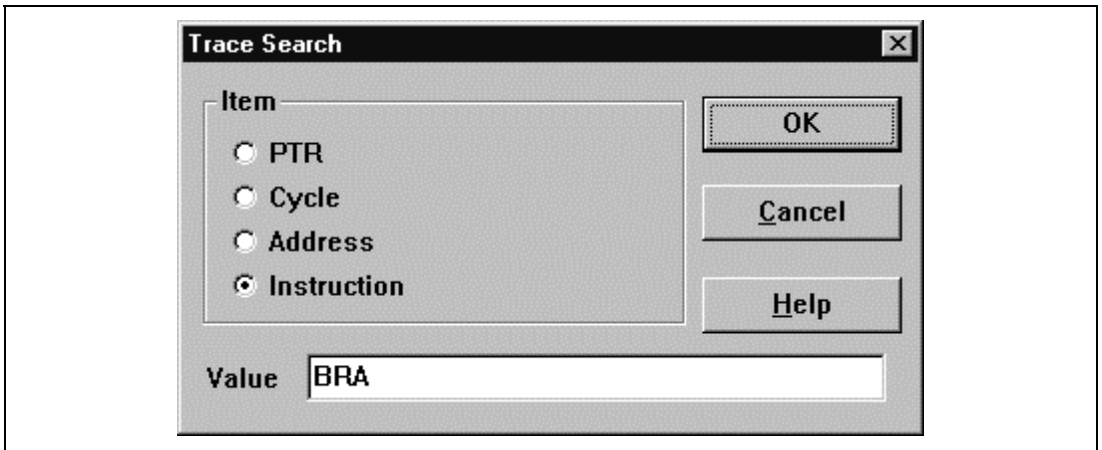 Trace Search
Item
PTR
Cycle
Address
Instruction
OK
Cancel
Help
Value BRA